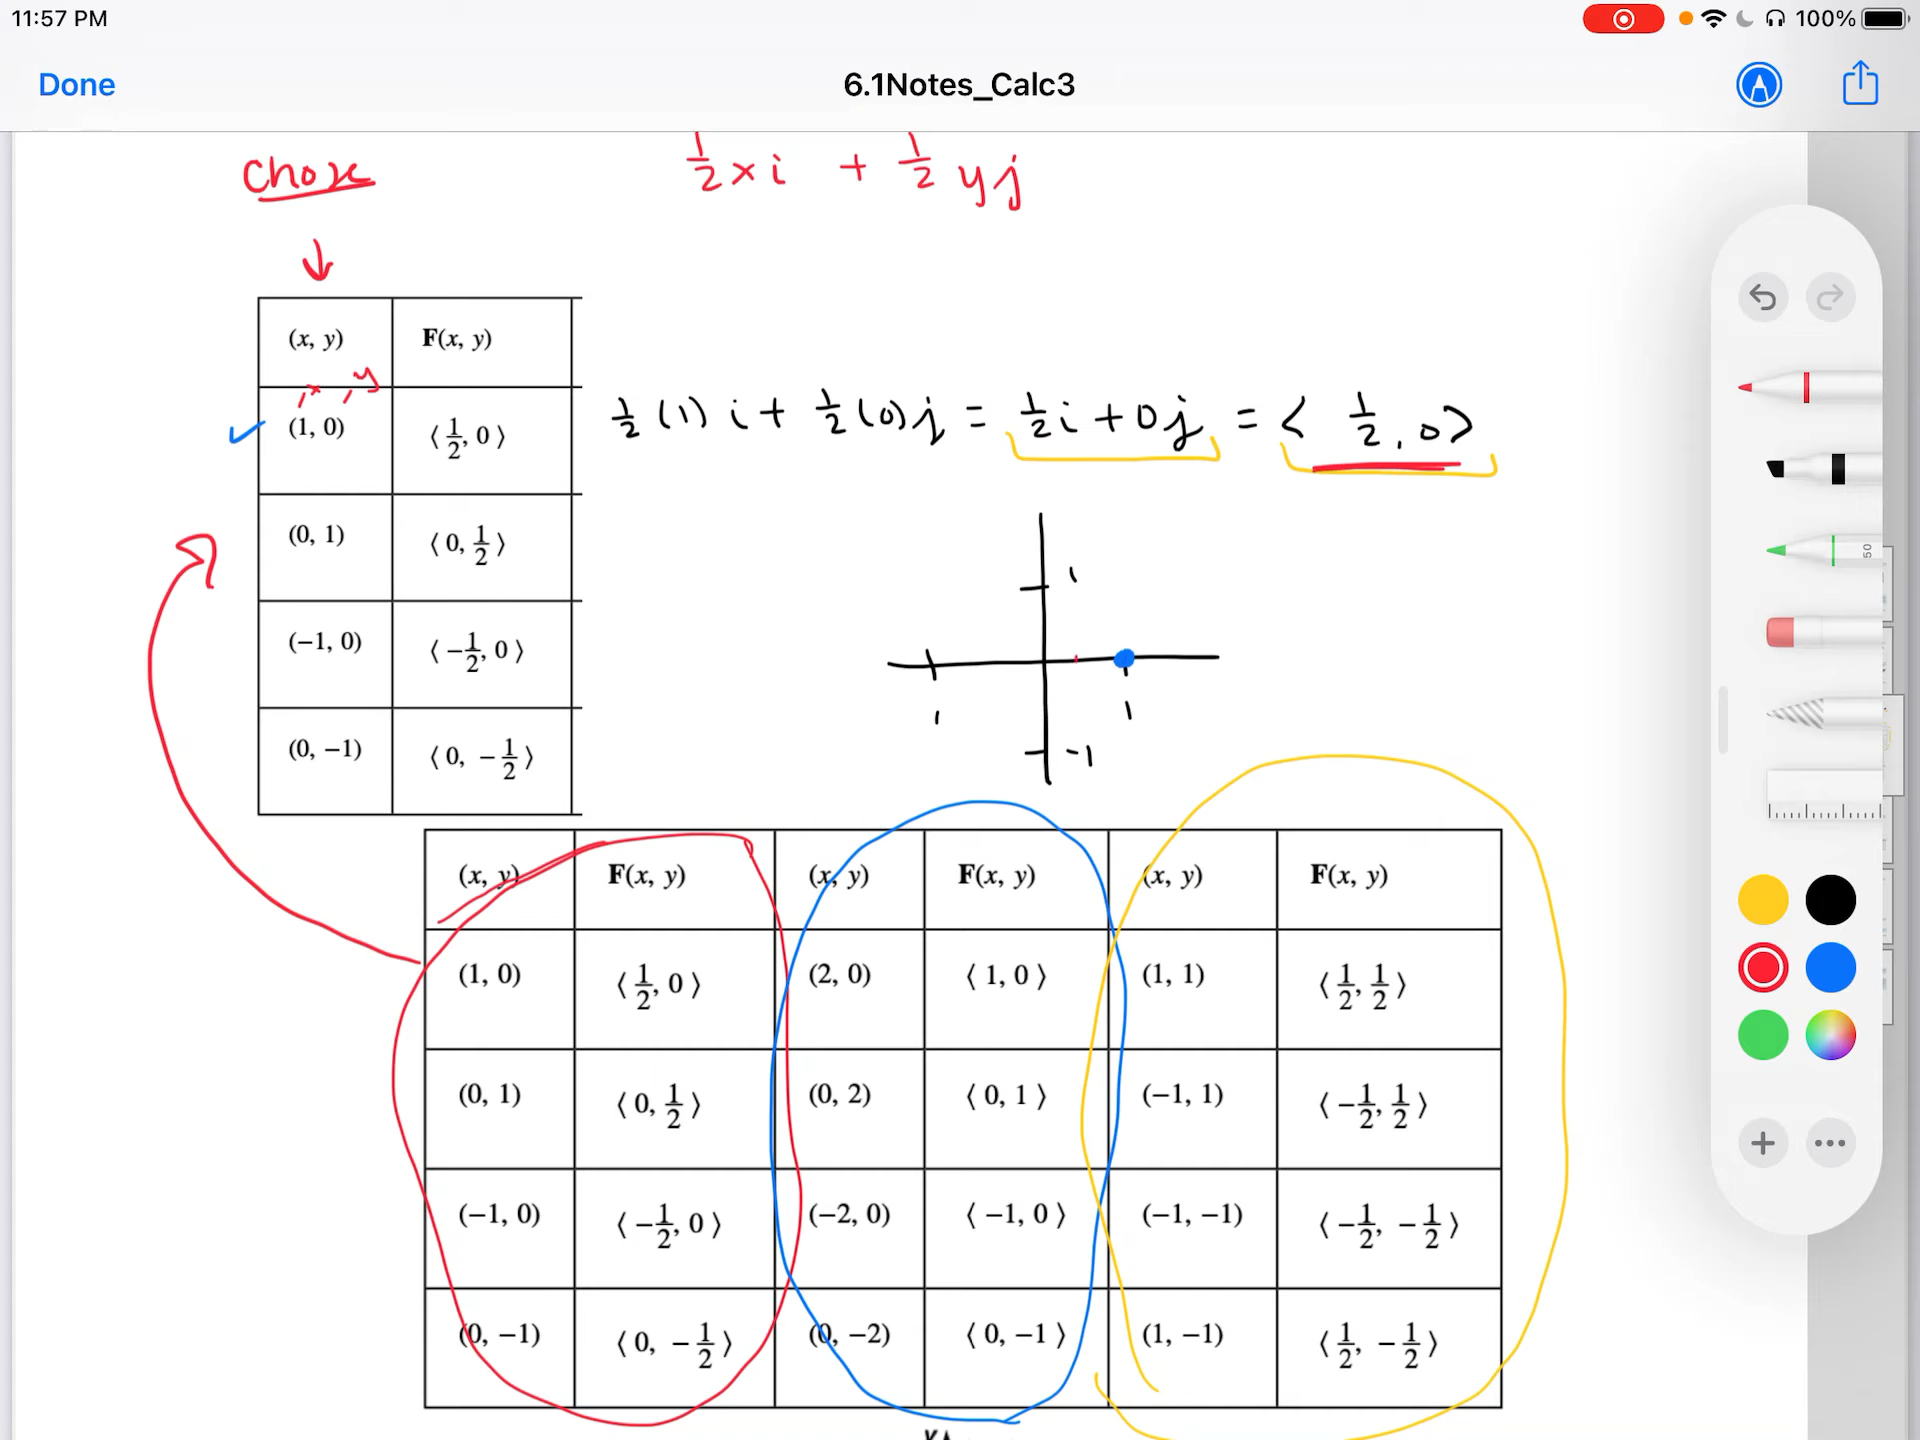 11:57 PM
100%
Done
6.1Notes_Calc3
Chose
½xi + ½yj
(x, y) F(x, y)
x, y
(1, 0) ⟨ ½, 0 ⟩
½(1)i + ½(0)j = ½i + 0j = < ½, 0 >
(0, 1) ⟨ 0, ½ ⟩
(−1, 0) ⟨ −½, 0 ⟩
(0, −1) ⟨ 0, −½ ⟩
1
1 1
-1
50
(x, y) F(x, y) (x, y) F(x, y) (x, y) F(x, y)
(1, 0) ⟨ ½, 0 ⟩ (2, 0) ⟨ 1, 0 ⟩ (1, 1) ⟨ ½, ½ ⟩
(0, 1) ⟨ 0, ½ ⟩ (0, 2) ⟨ 0, 1 ⟩ (−1, 1) ⟨ −½, ½ ⟩
(−1, 0) ⟨ −½, 0 ⟩ (−2, 0) ⟨ −1, 0 ⟩ (−1, −1) ⟨ −½, −½ ⟩
(0, −1) ⟨ 0, −½ ⟩ (0, −2) ⟨ 0, −1 ⟩ (1, −1) ⟨ ½, −½ ⟩